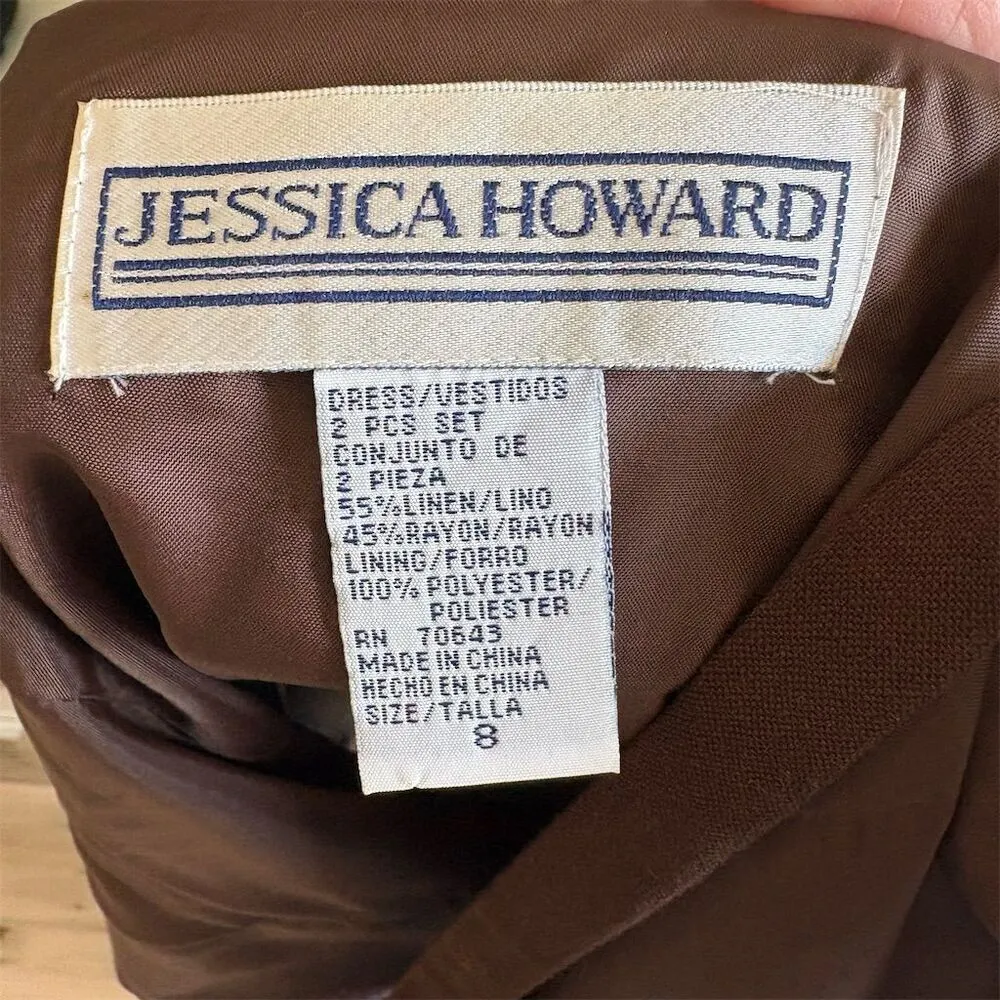 JESSICA HOWARD
DRESS/VESTIDOS
2 PCS SET
CONJUNTO DE
2 PIEZA
55%LINEN/LINO
45%RAYON/RAYON
LINING/FORRO
100% POLYESTER/
POLIESTER
RN 70643
MADE IN CHINA
HECHO EN CHINA
SIZE/TALLA
8